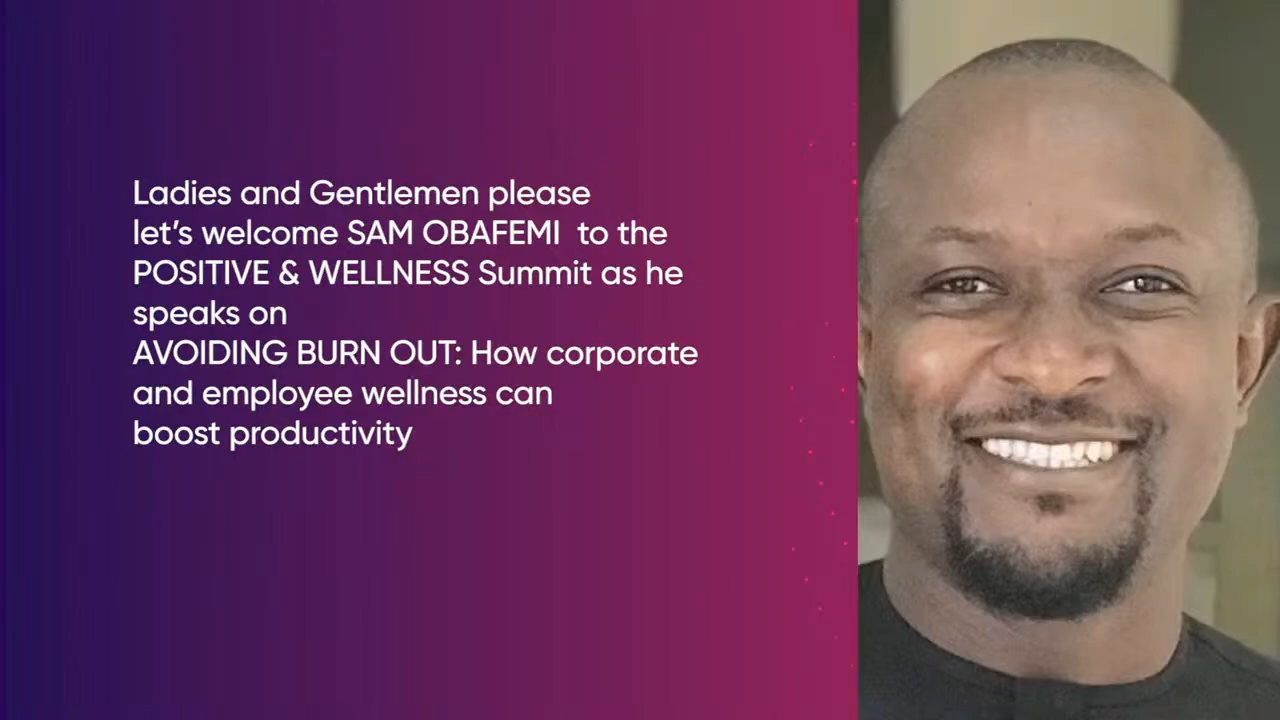 Ladies and Gentlemen please
let’s welcome SAM OBAFEMI  to the
POSITIVE & WELLNESS Summit as he
speaks on
AVOIDING BURN OUT: How corporate
and employee wellness can
boost productivity